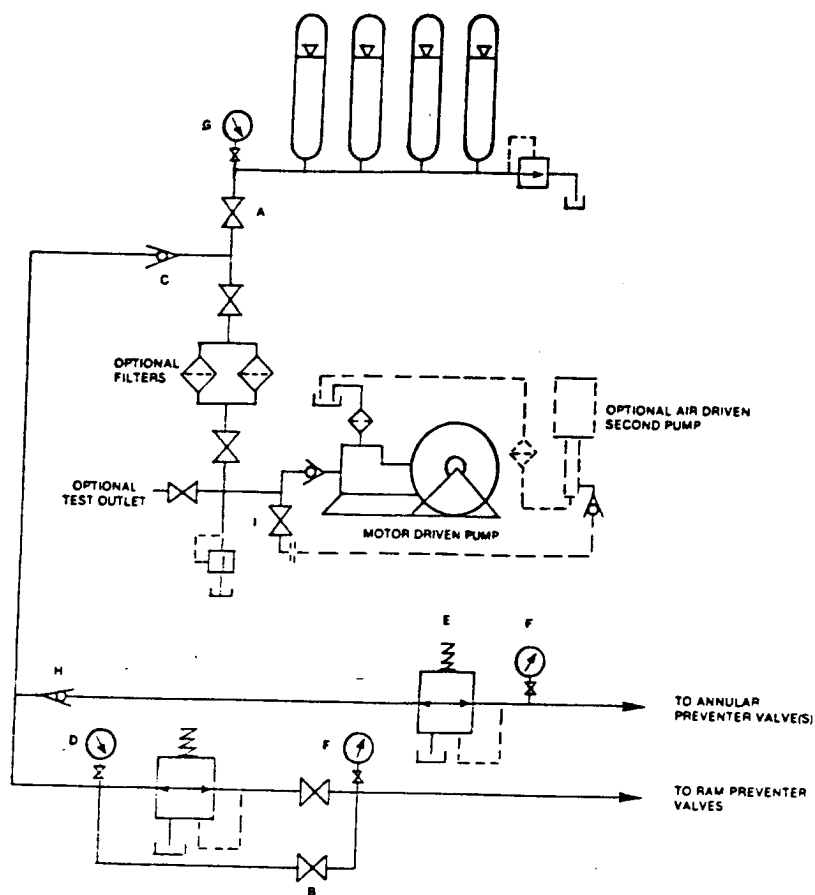 G
A
C
OPTIONAL
FILTERS
OPTIONAL AIR DRIVEN
SECOND PUMP
OPTIONAL
TEST OUTLET
I
MOTOR DRIVEN PUMP
E
F
H
TO ANNULAR
PREVENTER VALVE(S)
D
F
TO RAM PREVENTER
VALVES
B